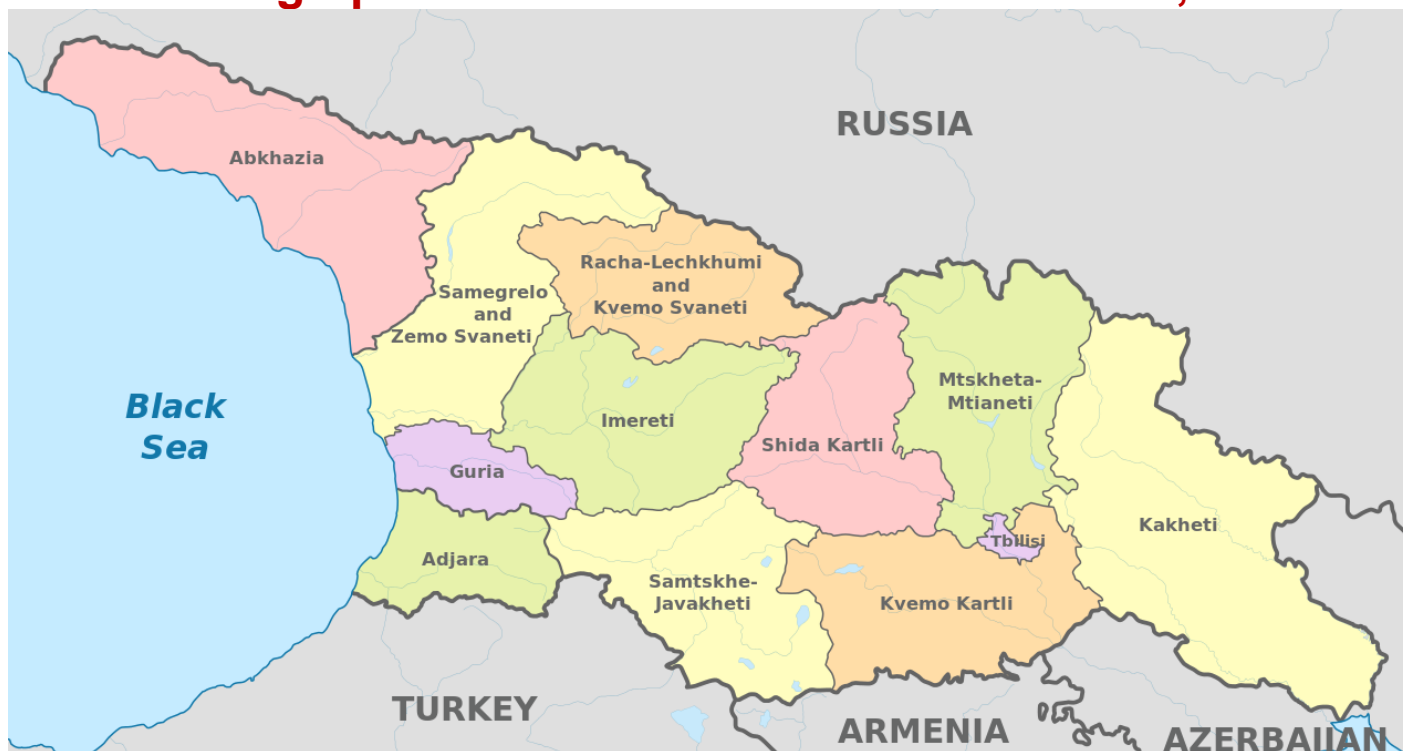 RUSSIA
Abkhazia
Racha-Lechkhumi
and
Kvemo Svaneti
Samegrelo
and
Zemo Svaneti
Mtskheta-
Mtianeti
Black
Sea
Imereti
Shida Kartli
Guria
Kakheti
Tbilisi
Adjara
Samtskhe-
Javakheti
Kvemo Kartli
TURKEY
ARMENIA
AZERBAIJAN